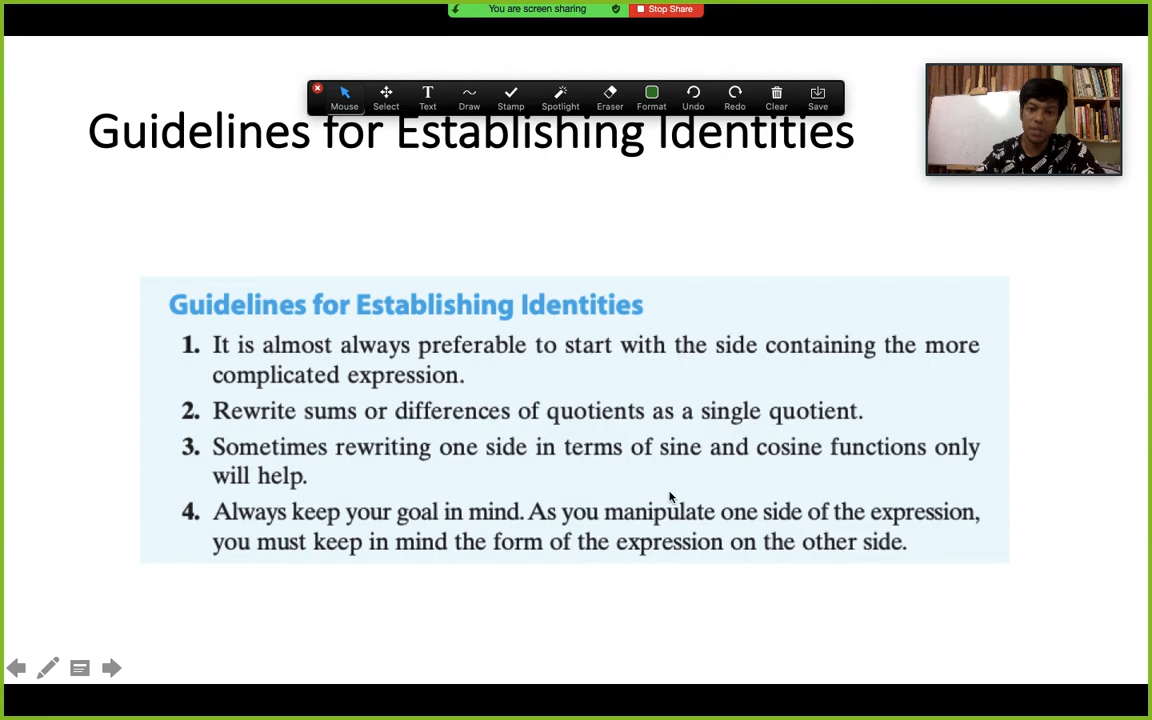 You are screen sharing
Stop Share
Mouse Select Text Draw Stamp Spotlight Eraser Format Undo Redo Clear Save
Guidelines for Establishing Identities
Guidelines for Establishing Identities
1. It is almost always preferable to start with the side containing the more
complicated expression.
2. Rewrite sums or differences of quotients as a single quotient.
3. Sometimes rewriting one side in terms of sine and cosine functions only
will help.
4. Always keep your goal in mind. As you manipulate one side of the expression,
you must keep in mind the form of the expression on the other side.